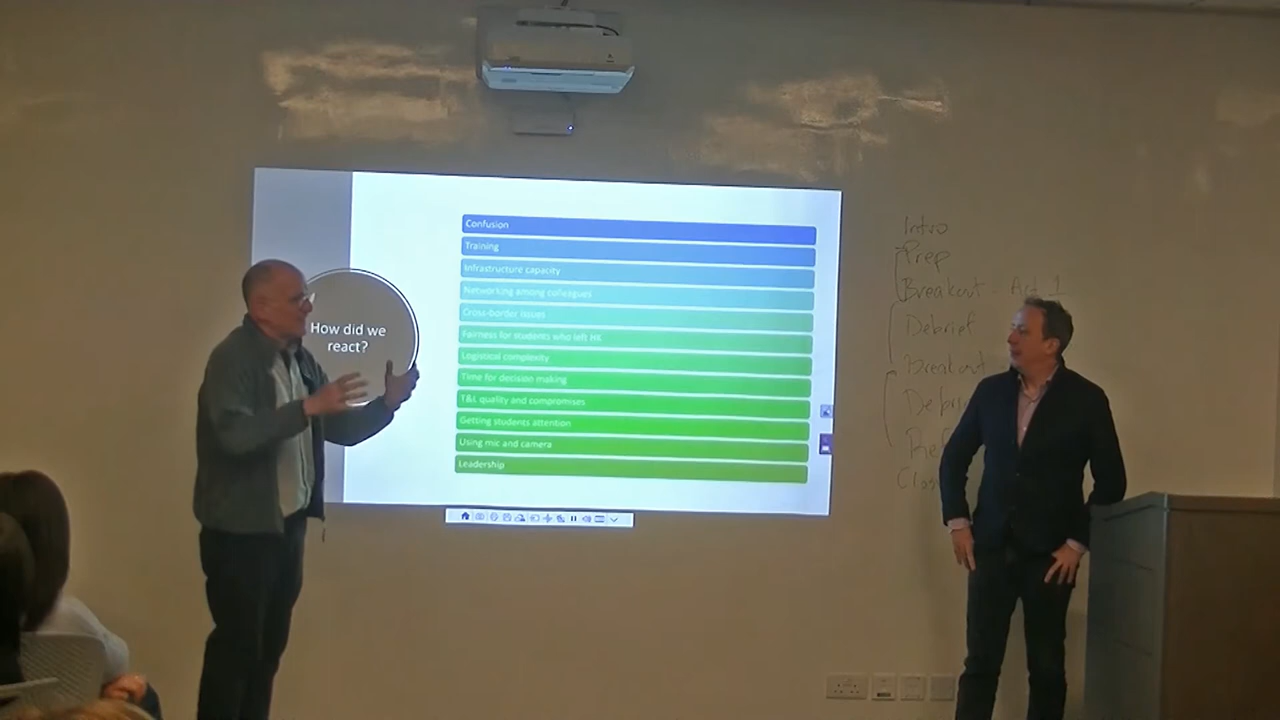 How did we
react?
Confusion
Training
Infrastructure capacity
Networking among colleagues
Cross-border issues
Fairness for students who left HK
Logistical complexity
Time for decision making
T&L quality and compromises
Getting students attention
Using mic and camera
Leadership
Intro
Prep
Breakout - Act 1
Debrief
Breakout